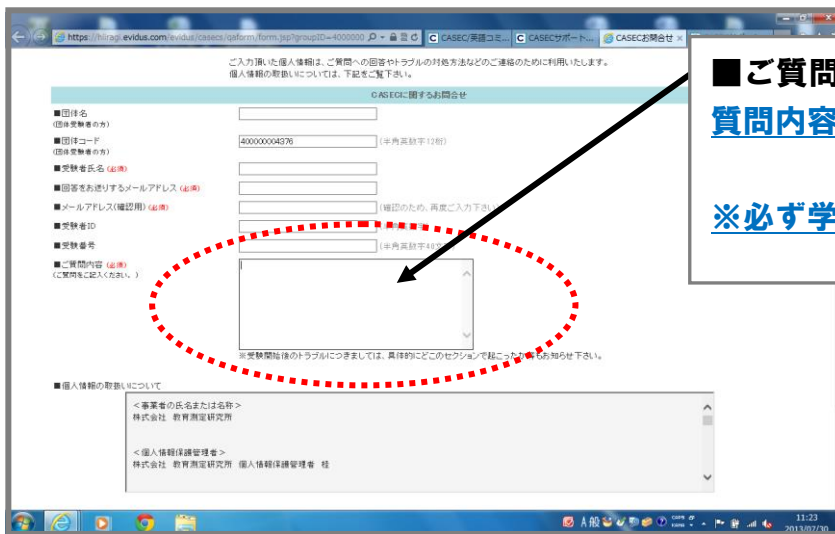 https://hiiragi.evidus.com/evidus/casecs/qaform/form.jsp?groupID=4000000
CASEC/英語コミ...
CASECサポート...
CASECお問合せ
ご入力頂いた個人情報は、ご質問への回答やトラブルの対処方法などのご連絡のために利用いたします。
個人情報の取扱いについては、下記をご覧下さい。
CASECに関するお問合せ
■団体名
(団体受験者の方)
■団体コード
400000004376
(半角英数字12桁)
(団体受験者の方)
■受験者氏名 (必須)
■回答をお送りするメールアドレス (必須)
■メールアドレス(確認用) (必須)
(確認のため、再度ご入力下さい)
■受験者ID
■受験番号
■ご質問内容 (必須)
(ご質問をご記入ください。)
※受験開始後のトラブルにつきましては、具体的にどこのセクションで起こったか等もお知らせ下さい。
■ご質問
質問内容
※必ず学
■個人情報の取扱いについて
<事業者の氏名または名称>
株式会社 教育測定研究所
<個人情報保護管理者>
株式会社 教育測定研究所 個人情報保護管理者 桂
A 般
11:23
2013/07/30